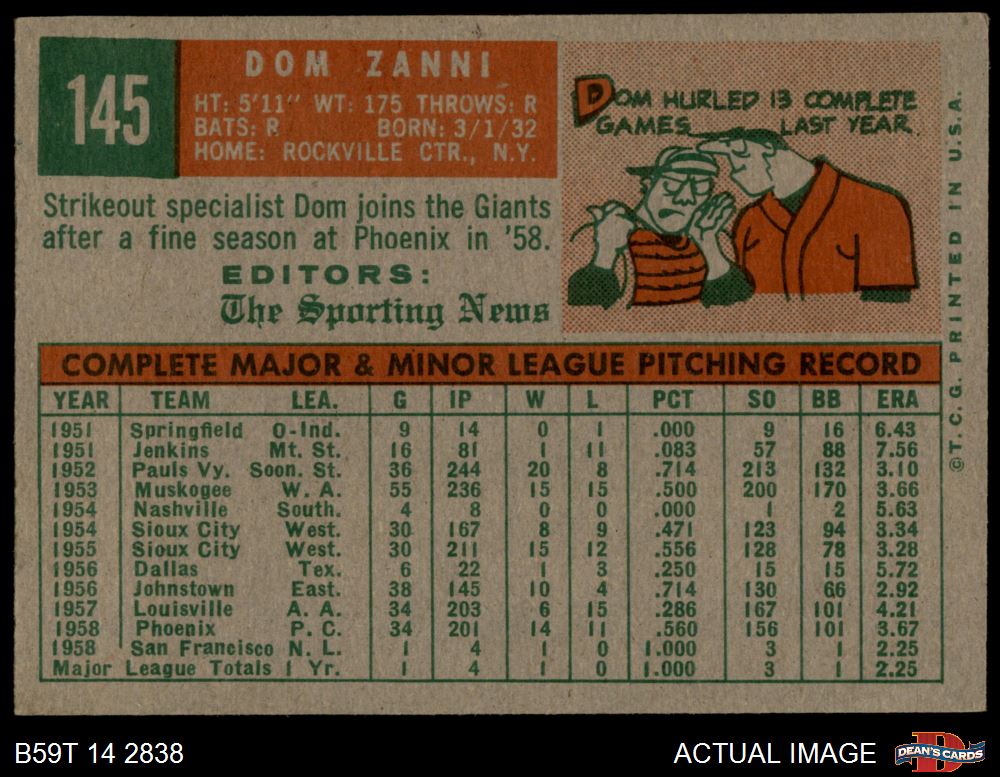 145
DOM ZANNI
HT: 5'11" WT: 175 THROWS: R
BATS: R BORN: 3/1/32
HOME: ROCKVILLE CTR., N.Y.
DOM HURLED 13 COMPLETE
GAMES LAST YEAR.
Strikeout specialist Dom joins the Giants
after a fine season at Phoenix in '58.
EDITORS:
The Sporting News
COMPLETE MAJOR & MINOR LEAGUE PITCHING RECORD
YEAR TEAM LEA. G IP W L PCT SO BB ERA
1951 Springfield O-Ind. 9 14 0 1 .000 9 16 6.43
1951 Jenkins Mt. St. 16 81 1 11 .083 57 88 7.56
1952 Pauls Vy. Soon. St. 36 244 20 8 .714 213 132 3.10
1953 Muskogee W. A. 55 236 15 15 .500 200 170 3.66
1954 Nashville South. 4 8 0 0 .000 1 2 5.63
1954 Sioux City West. 30 167 8 9 .471 123 94 3.34
1955 Sioux City West. 30 211 15 12 .556 128 78 3.28
1956 Dallas Tex. 6 22 1 3 .250 15 15 5.72
1956 Johnstown East. 38 145 10 4 .714 130 66 2.92
1957 Louisville A. A. 34 203 6 15 .286 167 101 4.21
1958 Phoenix P. C. 34 201 14 11 .560 156 101 3.67
1958 San Francisco N. L. 1 4 1 0 1.000 3 1 2.25
Major League Totals 1 Yr. 1 4 1 0 1.000 3 1 2.25
© T. C. G. PRINTED IN U.S.A.
B59T 14 2838
ACTUAL IMAGE
D
DEAN'S CARDS